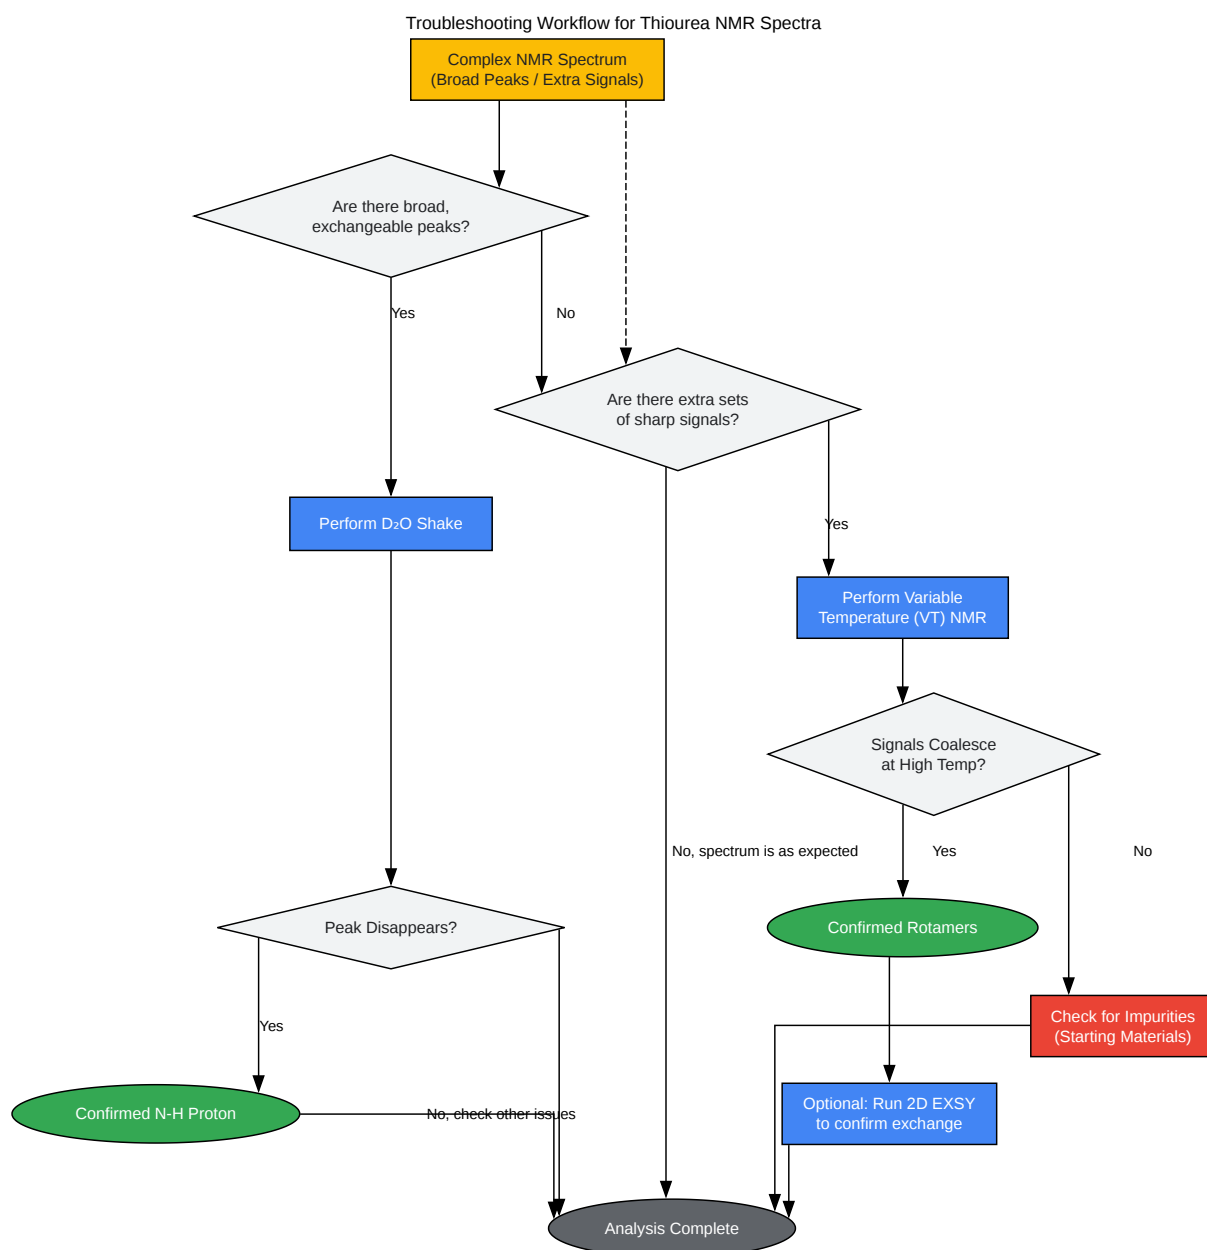 Troubleshooting Workflow for Thiourea NMR Spectra
Complex NMR Spectrum
(Broad Peaks / Extra Signals)
Are there broad,
exchangeable peaks?
Yes
No
Are there extra sets
of sharp signals?
Perform D₂O Shake
Yes
Perform Variable
Temperature (VT) NMR
Signals Coalesce
at High Temp?
No, spectrum is as expected
Yes
No
Peak Disappears?
Confirmed Rotamers
Yes
Check for Impurities
(Starting Materials)
Confirmed N-H Proton
No, check other issues
Optional: Run 2D EXSY
to confirm exchange
Analysis Complete